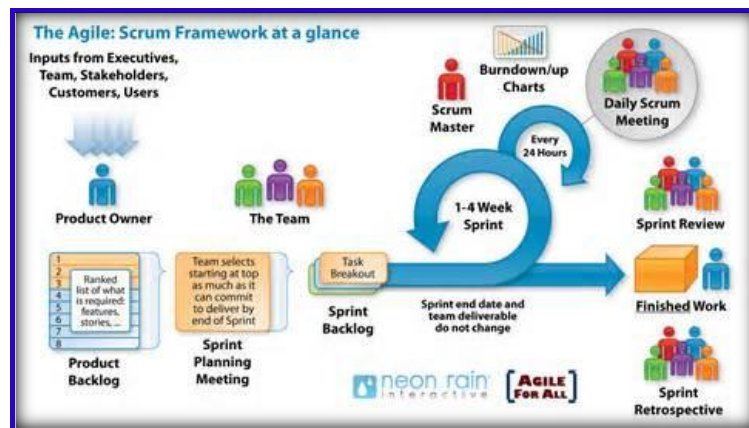 The Agile: Scrum Framework at a glance
Inputs from Executives,
Team, Stakeholders,
Customers, Users
Product Owner
The Team
Scrum
Master
Burndown/up
Charts
Daily Scrum
Meeting
Every
24 Hours
1-4 Week
Sprint
Sprint Review
1
2
3
4
5
6
7
8
Ranked
list of what
is required:
features,
stories, ...
Product
Backlog
Team selects
starting at top
as much as it
can commit
to deliver by
end of Sprint
Sprint
Planning
Meeting
Task
Breakout
Sprint
Backlog
Sprint end date and
team deliverable
do not change
Finished Work
Sprint
Retrospective
neon rain
interactive
AGILE
FOR ALL